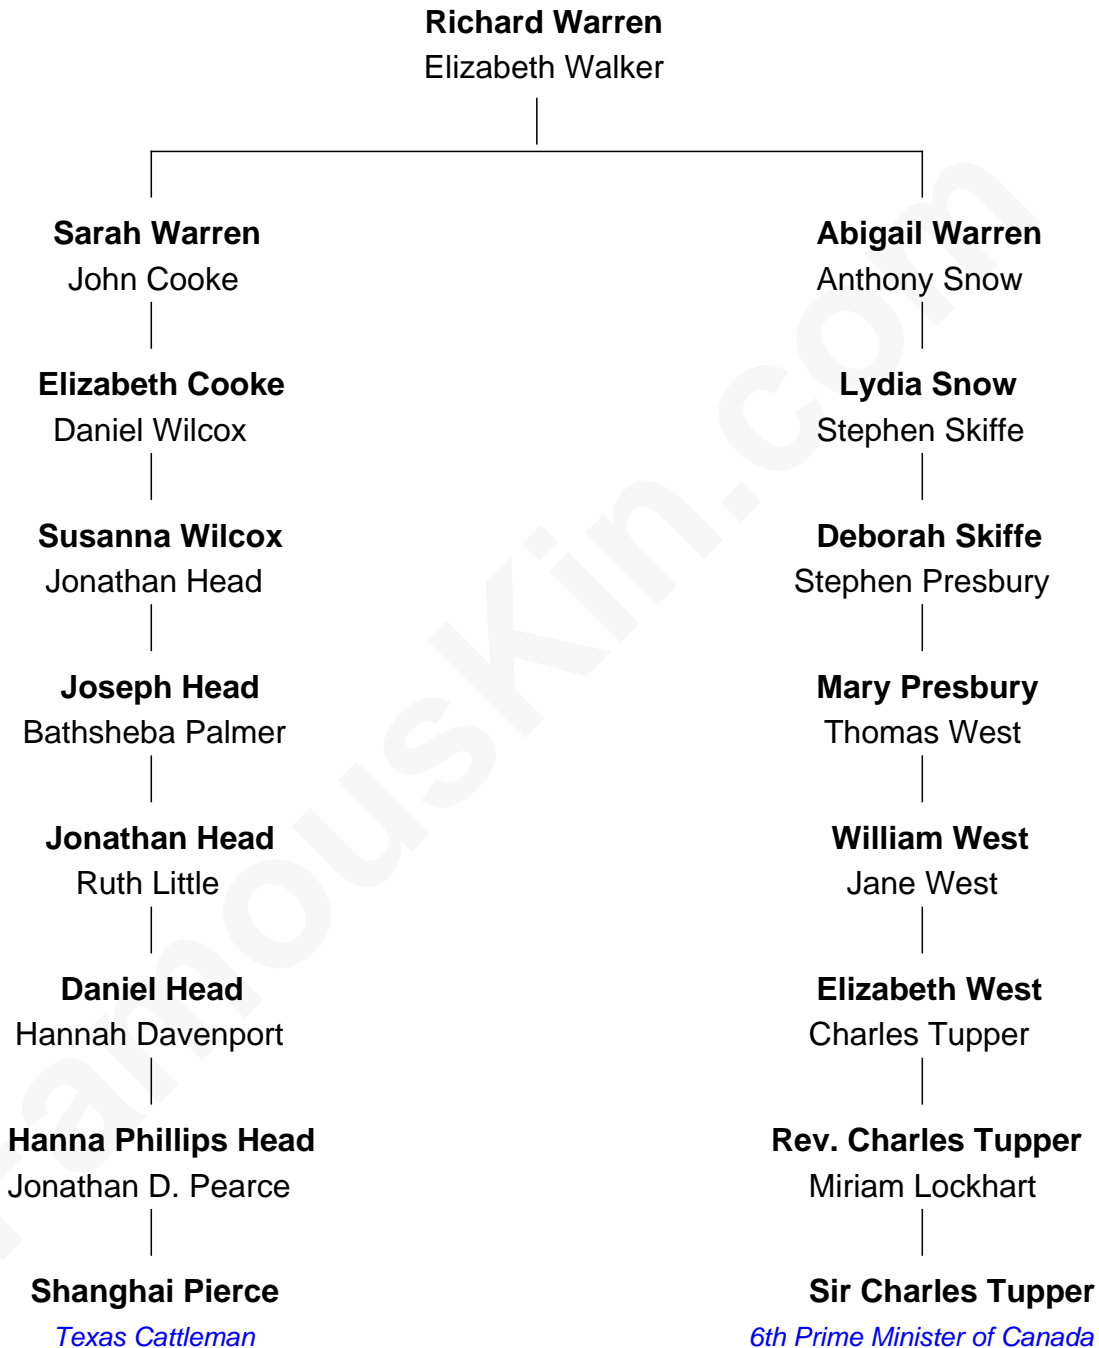 Richard Warren
Elizabeth Walker
Sarah Warren
John Cooke
Abigail Warren
Anthony Snow
Elizabeth Cooke
Daniel Wilcox
Lydia Snow
Stephen Skiffe
Susanna Wilcox
Jonathan Head
Deborah Skiffe
Stephen Presbury
Joseph Head
Bathsheba Palmer
Mary Presbury
Thomas West
Jonathan Head
Ruth Little
William West
Jane West
Daniel Head
Hannah Davenport
Elizabeth West
Charles Tupper
Hanna Phillips Head
Jonathan D. Pearce
Rev. Charles Tupper
Miriam Lockhart
Shanghai Pierce
Texas Cattleman
Sir Charles Tupper
6th Prime Minister of Canada
FamousKin.com